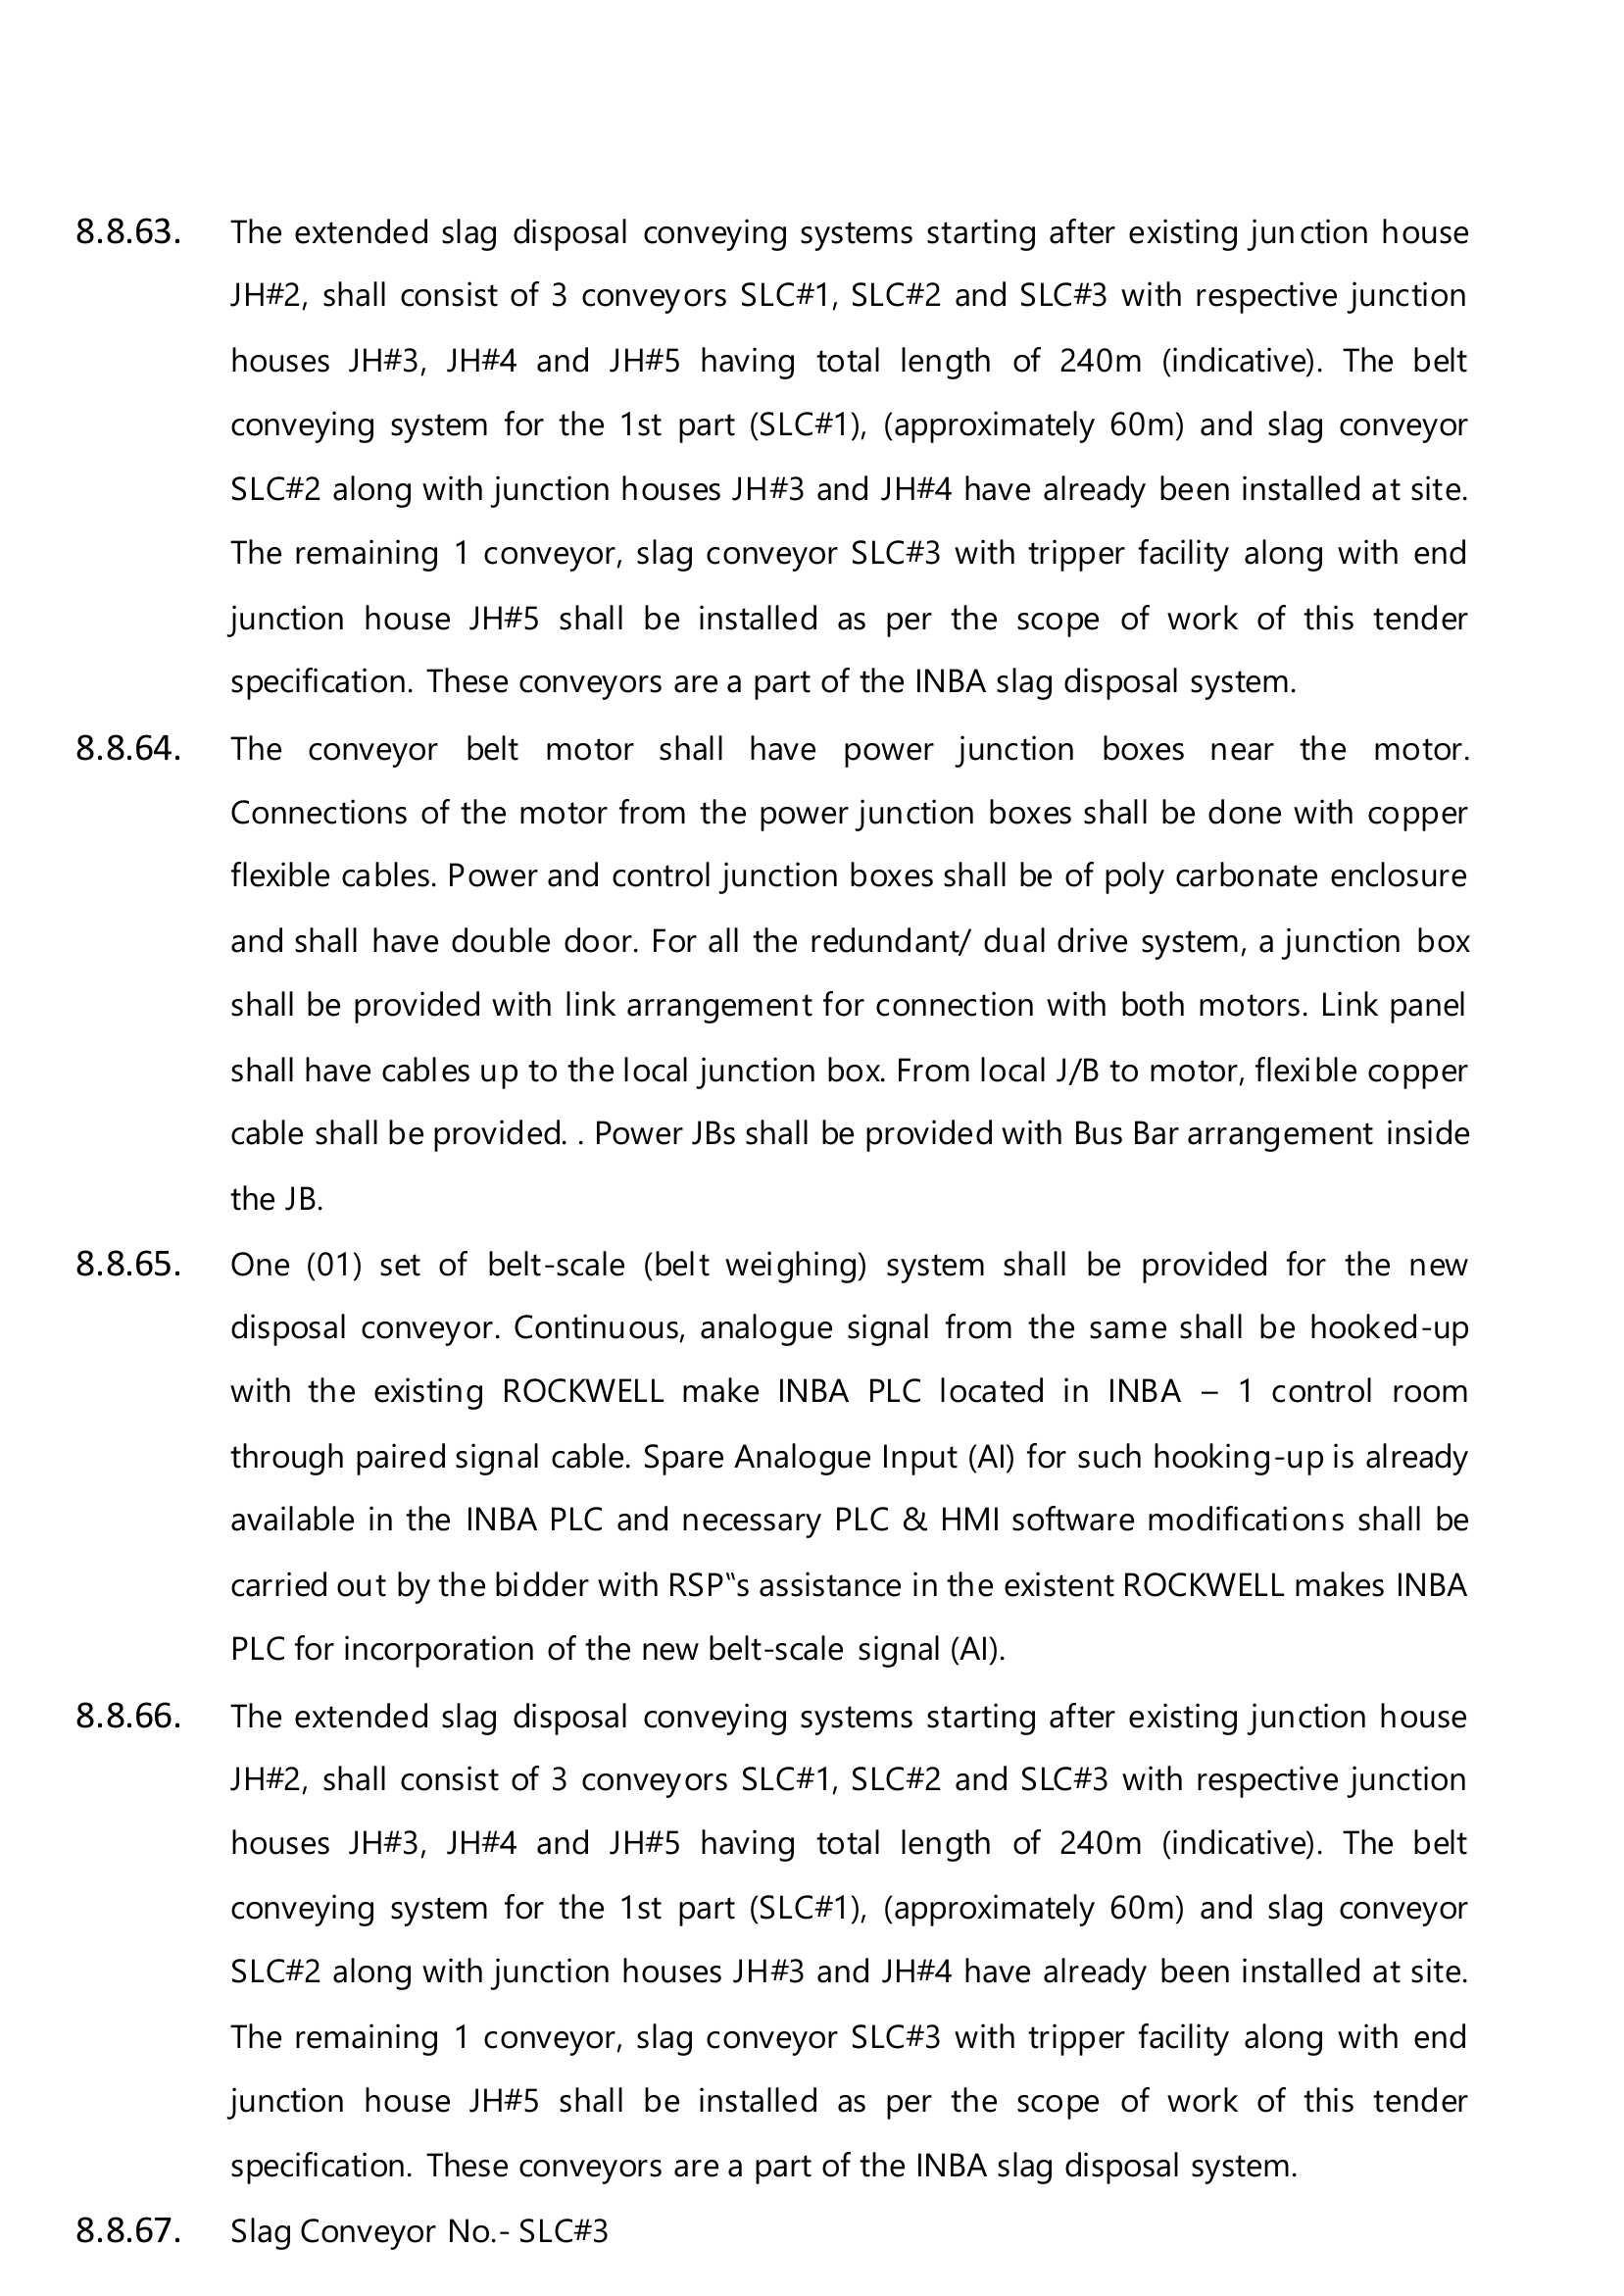 8.8.63. The extended slag disposal conveying systems starting after existing junction house
JH#2, shall consist of 3 conveyors SLC#1, SLC#2 and SLC#3 with respective junction
houses JH#3, JH#4 and JH#5 having total length of 240m (indicative). The belt
conveying system for the 1st part (SLC#1), (approximately 60m) and slag conveyor
SLC#2 along with junction houses JH#3 and JH#4 have already been installed at site.
The remaining 1 conveyor, slag conveyor SLC#3 with tripper facility along with end
junction house JH#5 shall be installed as per the scope of work of this tender
specification. These conveyors are a part of the INBA slag disposal system.
8.8.64. The conveyor belt motor shall have power junction boxes near the motor.
Connections of the motor from the power junction boxes shall be done with copper
flexible cables. Power and control junction boxes shall be of poly carbonate enclosure
and shall have double door. For all the redundant/ dual drive system, a junction box
shall be provided with link arrangement for connection with both motors. Link panel
shall have cables up to the local junction box. From local J/B to motor, flexible copper
cable shall be provided. . Power JBs shall be provided with Bus Bar arrangement inside
the JB.
8.8.65. One (01) set of belt-scale (belt weighing) system shall be provided for the new
disposal conveyor. Continuous, analogue signal from the same shall be hooked-up
with the existing ROCKWELL make INBA PLC located in INBA – 1 control room
through paired signal cable. Spare Analogue Input (AI) for such hooking-up is already
available in the INBA PLC and necessary PLC & HMI software modifications shall be
carried out by the bidder with RSP‟s assistance in the existent ROCKWELL makes INBA
PLC for incorporation of the new belt-scale signal (AI).
8.8.66. The extended slag disposal conveying systems starting after existing junction house
JH#2, shall consist of 3 conveyors SLC#1, SLC#2 and SLC#3 with respective junction
houses JH#3, JH#4 and JH#5 having total length of 240m (indicative). The belt
conveying system for the 1st part (SLC#1), (approximately 60m) and slag conveyor
SLC#2 along with junction houses JH#3 and JH#4 have already been installed at site.
The remaining 1 conveyor, slag conveyor SLC#3 with tripper facility along with end
junction house JH#5 shall be installed as per the scope of work of this tender
specification. These conveyors are a part of the INBA slag disposal system.
8.8.67. Slag Conveyor No.- SLC#3